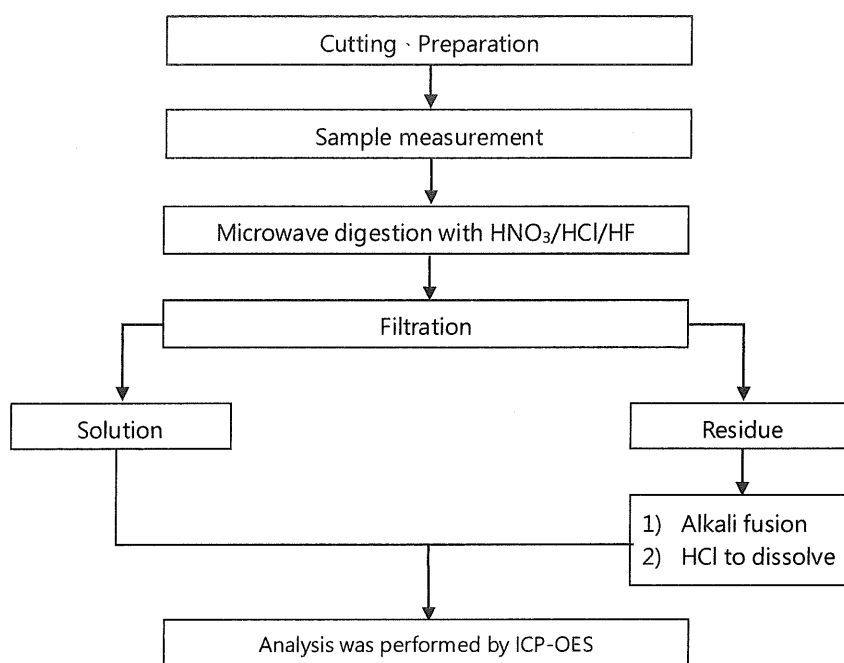 Cutting、Preparation
Sample measurement
Microwave digestion with HNO₃/HCl/HF
Filtration
Solution
Residue
1) Alkali fusion
2) HCl to dissolve
Analysis was performed by ICP-OES